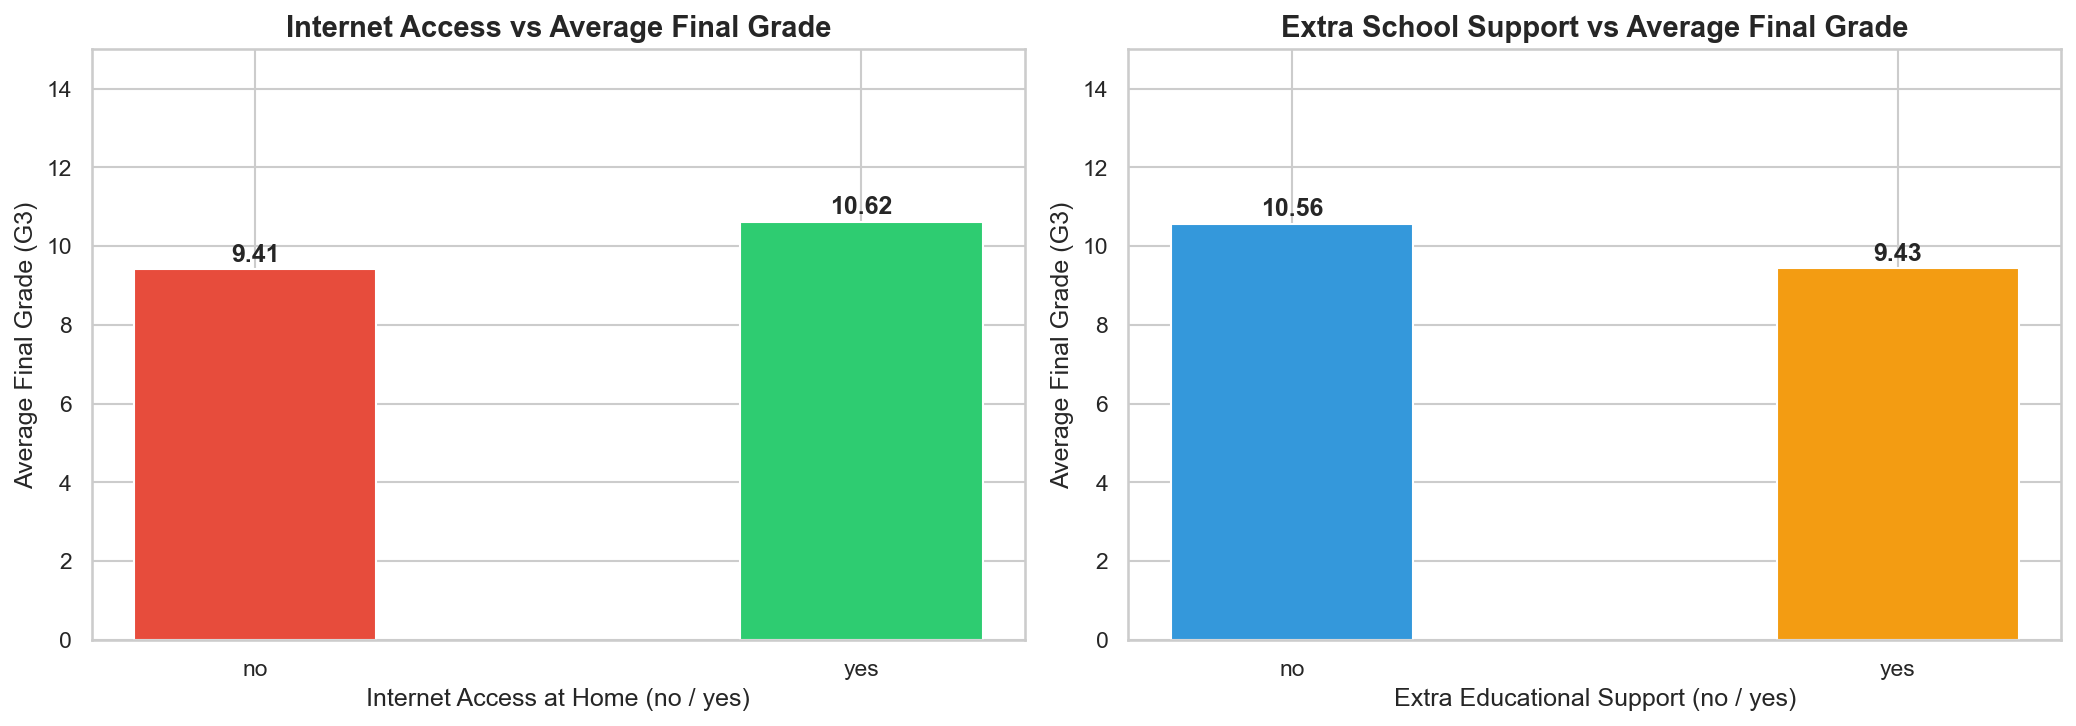 Internet Access vs Average Final Grade
Average Final Grade (G3)
14
12
10
8
6
4
2
0
9.41
10.62
no
yes
Internet Access at Home (no / yes)
Extra School Support vs Average Final Grade
Average Final Grade (G3)
14
12
10
8
6
4
2
0
10.56
9.43
no
yes
Extra Educational Support (no / yes)